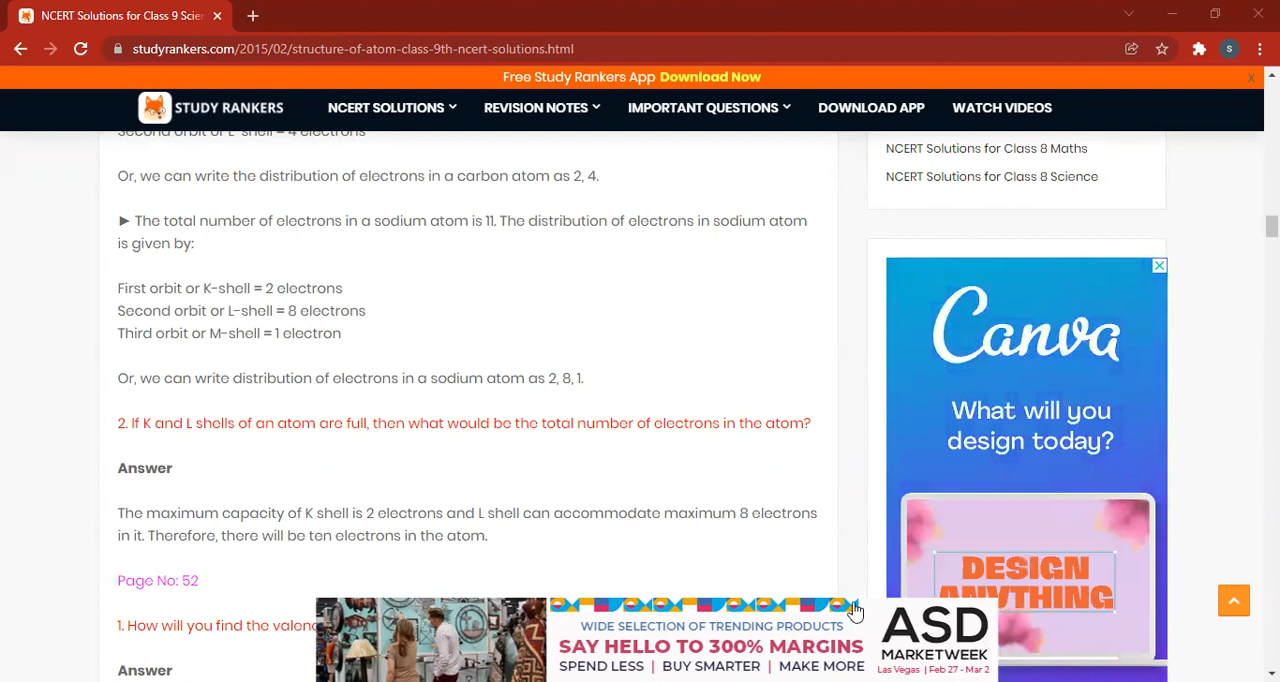 NCERT Solutions for Class 9 Scie
studyrankers.com/2015/02/structure-of-atom-class-9th-ncert-solutions.html
S
Free Study Rankers App Download Now
X
STUDY RANKERS
NCERT SOLUTIONS
REVISION NOTES
IMPORTANT QUESTIONS
DOWNLOAD APP
WATCH VIDEOS
Second orbit or L-shell = 4 electrons
Or, we can write the distribution of electrons in a carbon atom as 2, 4.
► The total number of electrons in a sodium atom is 11. The distribution of electrons in sodium atom
is given by:
First orbit or K-shell = 2 electrons
Second orbit or L-shell = 8 electrons
Third orbit or M-shell = 1 electron
Or, we can write distribution of electrons in a sodium atom as 2, 8, 1.
2. If K and L shells of an atom are full, then what would be the total number of electrons in the atom?
Answer
The maximum capacity of K shell is 2 electrons and L shell can accommodate maximum 8 electrons
in it. Therefore, there will be ten electrons in the atom.
Page No: 52
1. How will you find the valenc
Answer
NCERT Solutions for Class 8 Maths
NCERT Solutions for Class 8 Science
Canva
What will you
design today?
DESIGN
ANYTHING
WIDE SELECTION OF TRENDING PRODUCTS
SAY HELLO TO 300% MARGINS
SPEND LESS | BUY SMARTER | MAKE MORE
ASD
MARKETWEEK
Las Vegas | Feb 27 - Mar 2